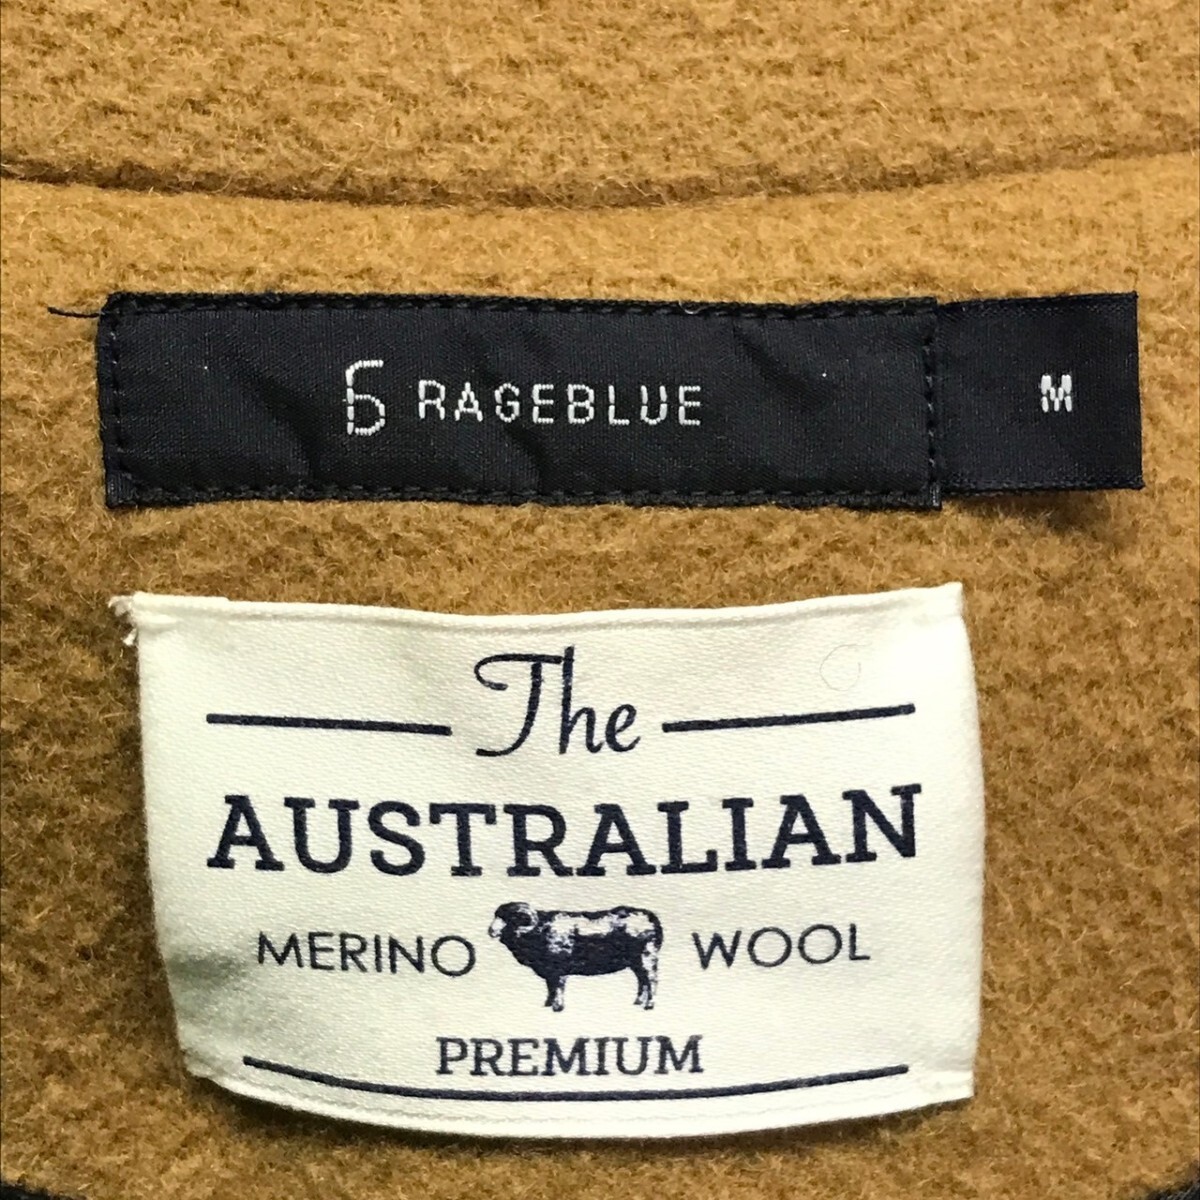 RAGEBLUE
M
The
AUSTRALIAN
MERINO WOOL
PREMIUM